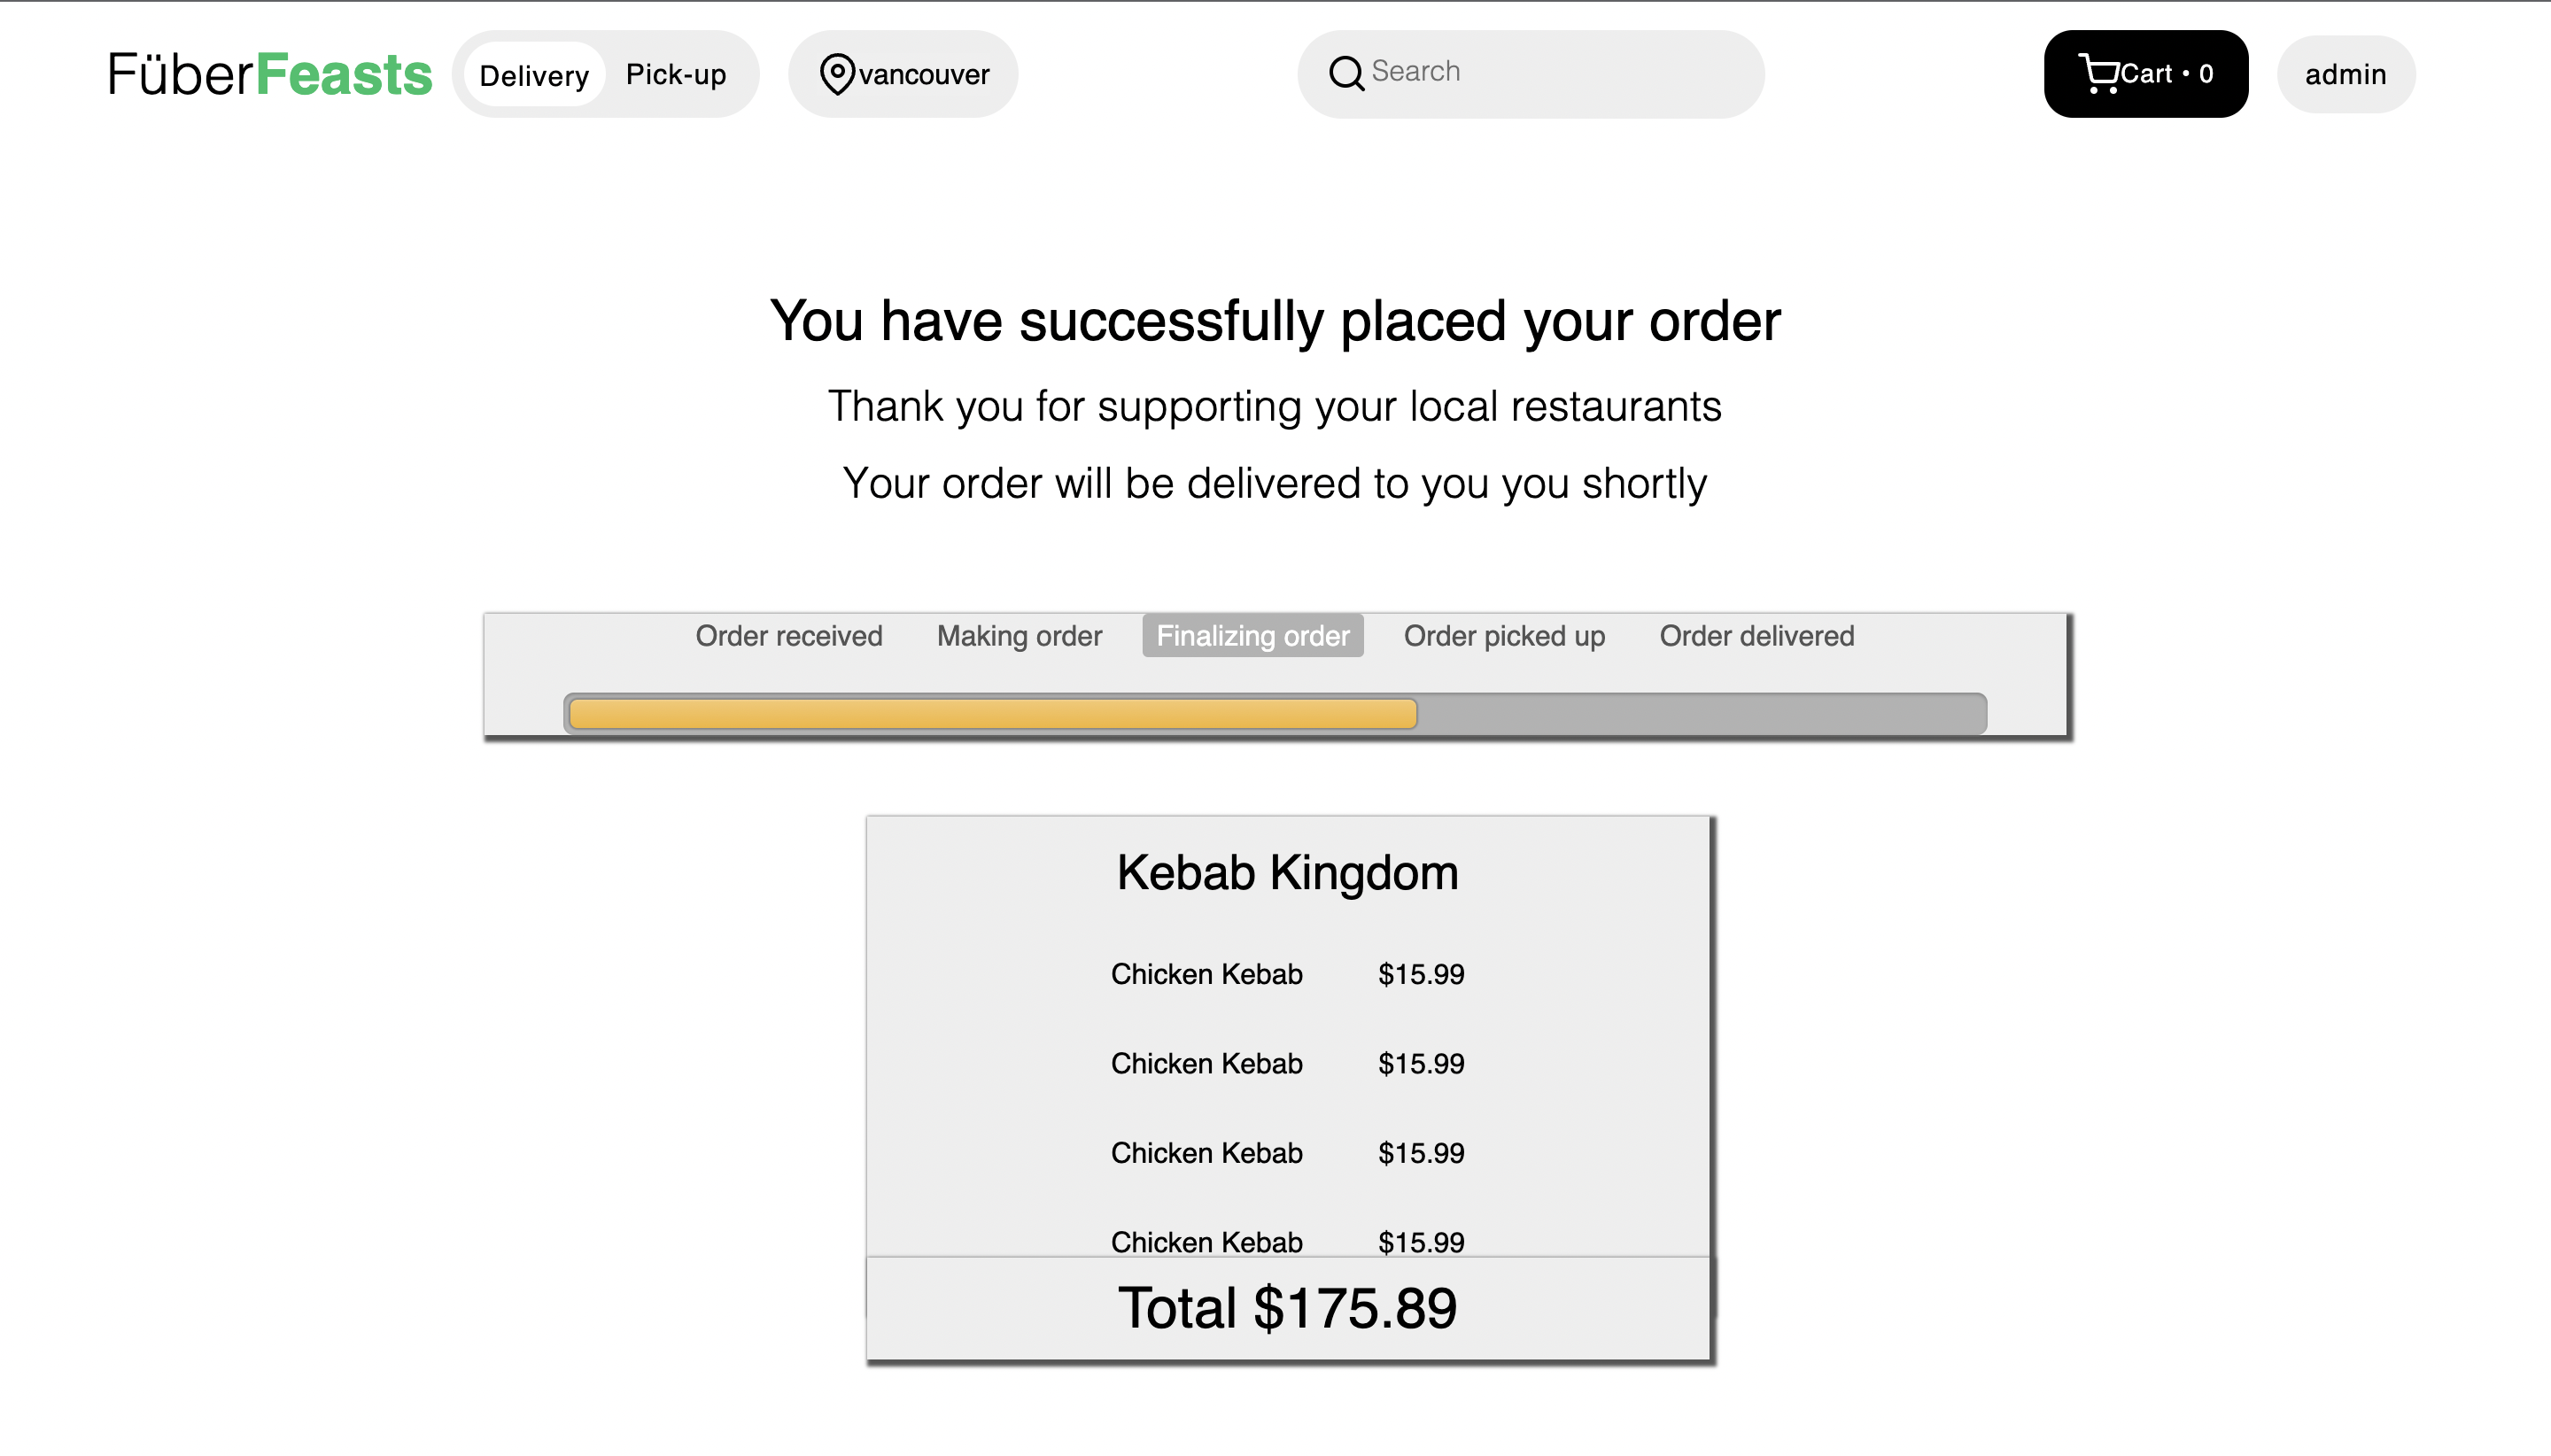 FüberFeasts Delivery Pick-up vancouver Search Cart • 0 admin
You have successfully placed your order
Thank you for supporting your local restaurants
Your order will be delivered to you you shortly
Order received Making order Finalizing order Order picked up Order delivered
Kebab Kingdom
Chicken Kebab $15.99
Chicken Kebab $15.99
Chicken Kebab $15.99
Chicken Kebab $15.99
Total $175.89